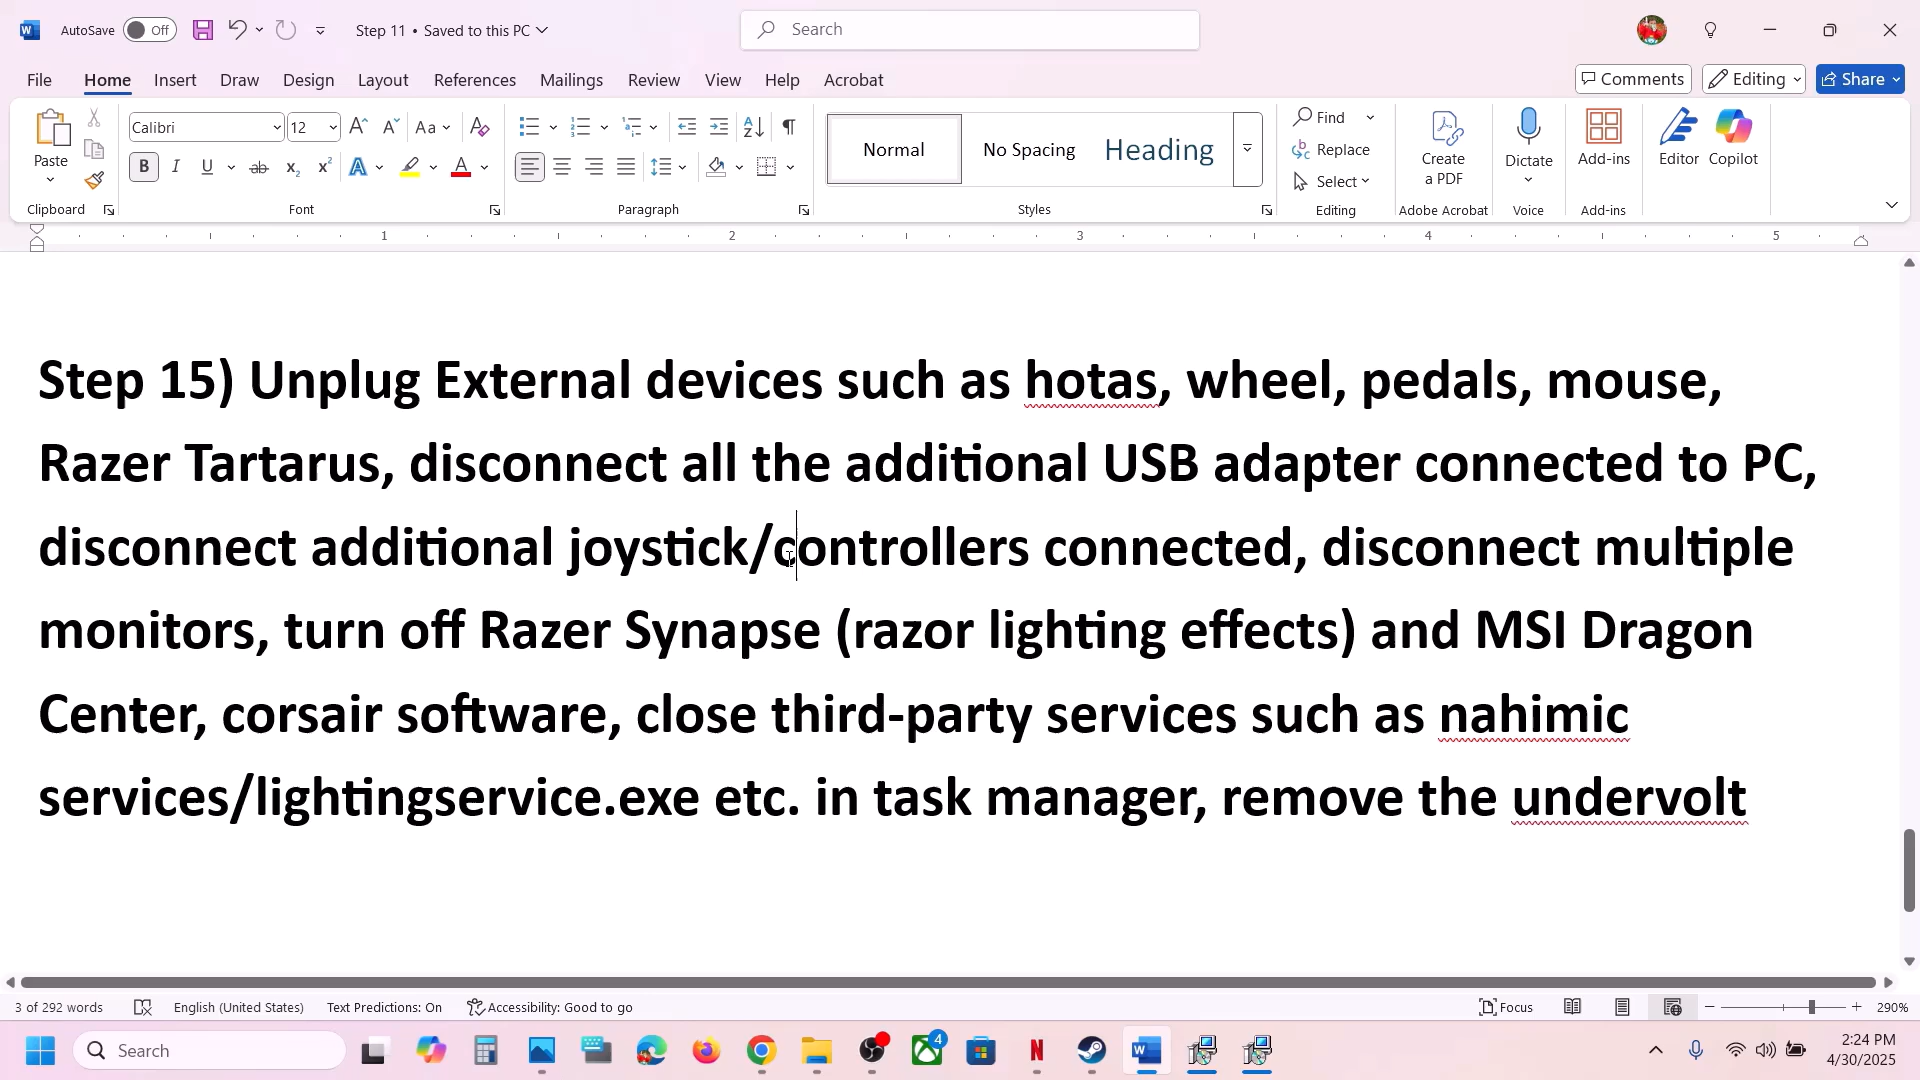 AutoSave Off Step 11 • Saved to this PC Search
File Home Insert Draw Design Layout References Mailings Review View Help Acrobat Comments Editing Share
Paste
Clipboard
Calibri 12
Font
Paragraph
Normal No Spacing Heading
Styles
Find
Replace
Select
Editing
Create
a PDF
Adobe Acrobat
Dictate
Voice
Add-ins
Add-ins
Editor
Copilot
1 2 3 4 5
Step 15) Unplug External devices such as hotas, wheel, pedals, mouse,
Razer Tartarus, disconnect all the additional USB adapter connected to PC,
disconnect additional joystick/controllers connected, disconnect multiple
monitors, turn off Razer Synapse (razor lighting effects) and MSI Dragon
Center, corsair software, close third-party services such as nahimic
services/lightingservice.exe etc. in task manager, remove the undervolt
3 of 292 words English (United States) Text Predictions: On Accessibility: Good to go Focus 290%
Search 4 2:24 PM
4/30/2025